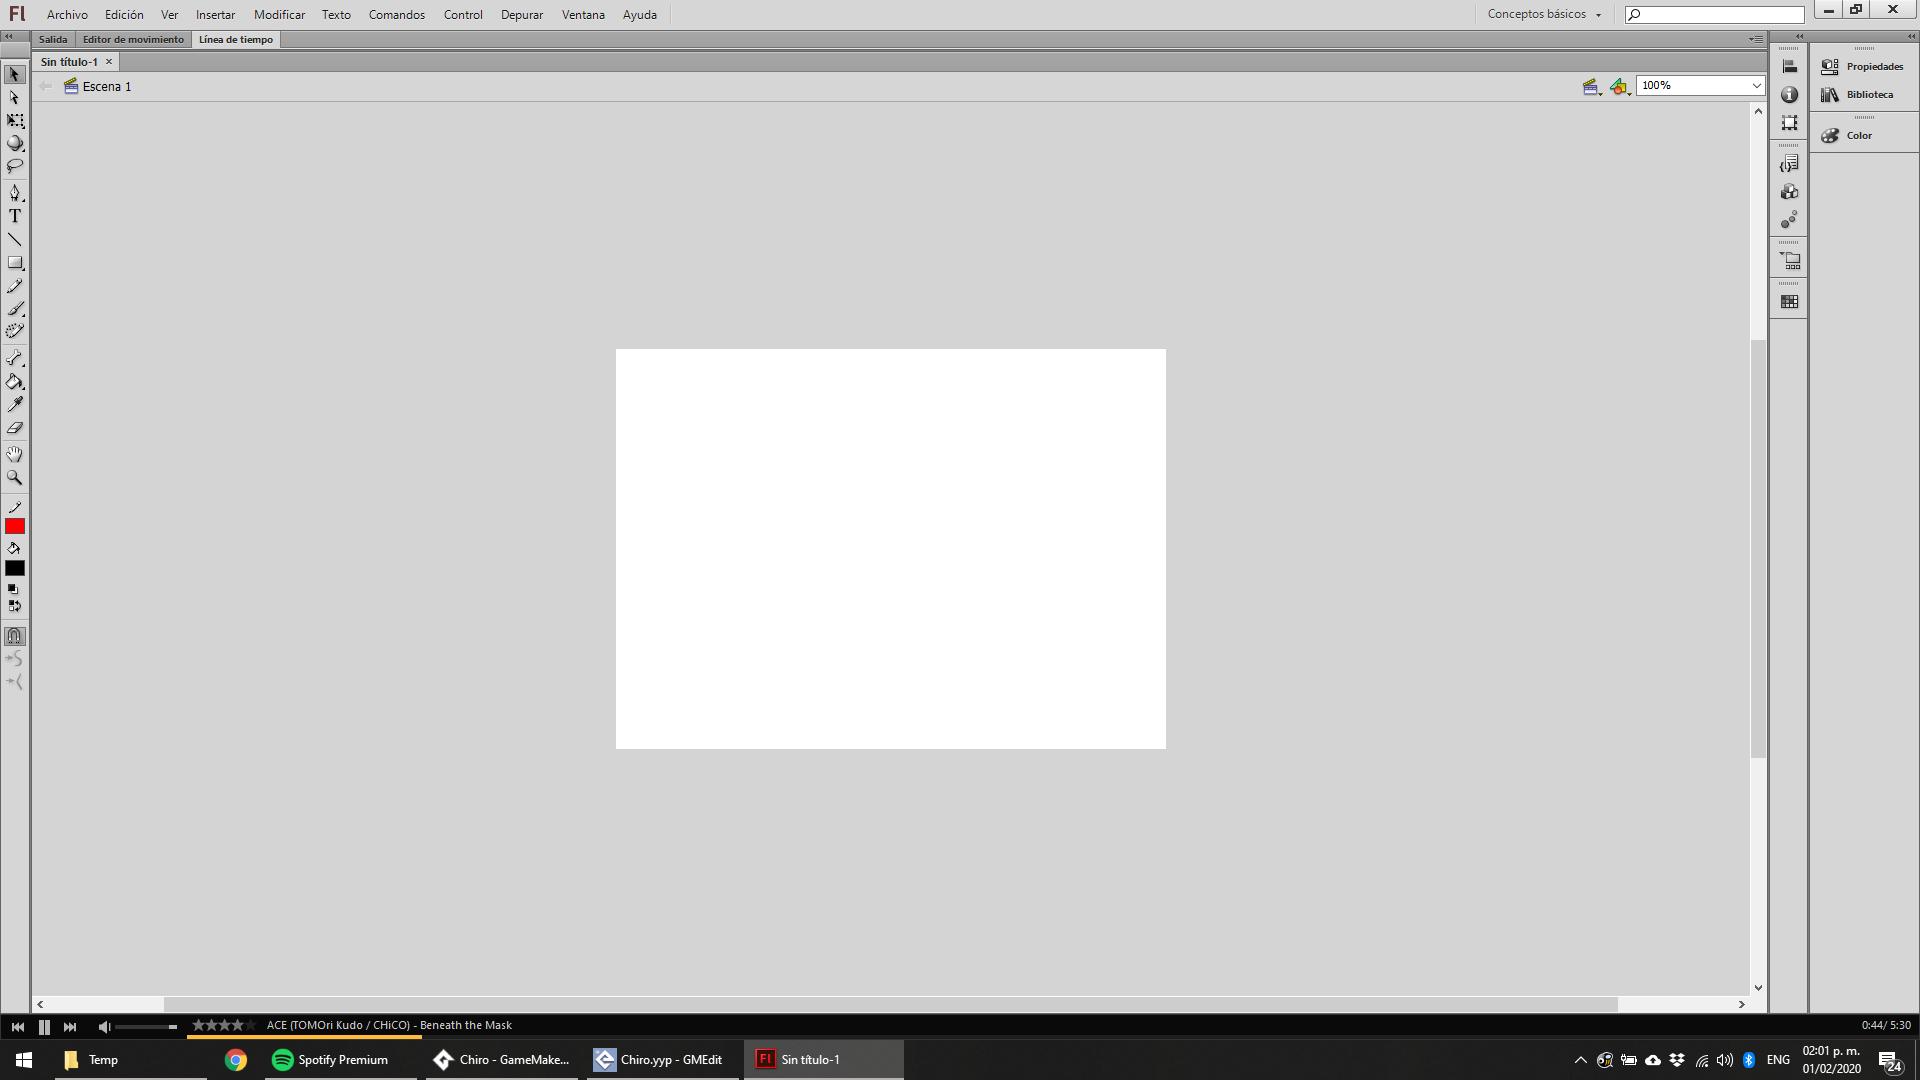 Fl Archivo Edición Ver Insertar Modificar Texto Comandos Control Depurar Ventana Ayuda Conceptos básicos
Salida Editor de movimiento Línea de tiempo
Sin título-1
Escena 1 100%
Propiedades
Biblioteca
Color
T
ACE (TOMOri Kudo / CHiCO) - Beneath the Mask 0:44/ 5:30
Temp Spotify Premium Chiro - GameMake... Chiro.yyp - GMEdit Fl Sin título-1 ENG 02:01 p. m.
01/02/2020 24